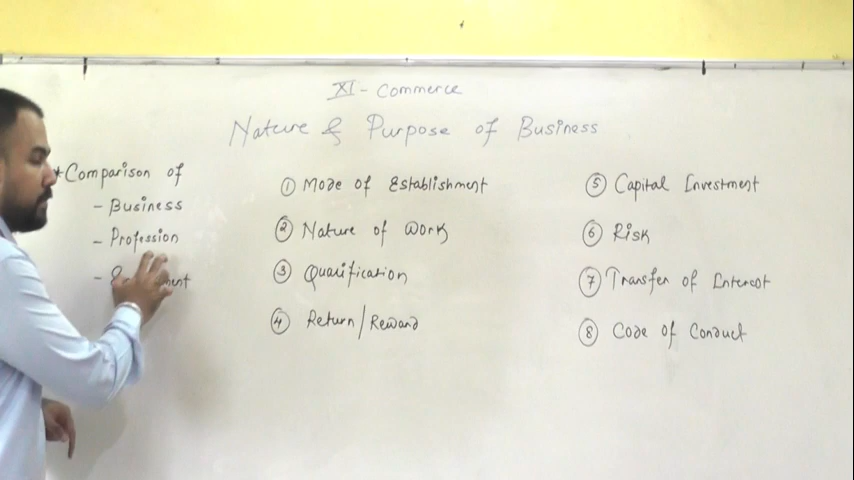 XI - Commerce
Nature & Purpose of Business
*Comparison of
- Business
- Profession
-
① Mode of Establishment
② Nature of Work
③ Qualification
④ Return/Reward
⑤ Capital Investment
⑥ Risk
⑦ Transfer of Interest
⑧ Code of Conduct